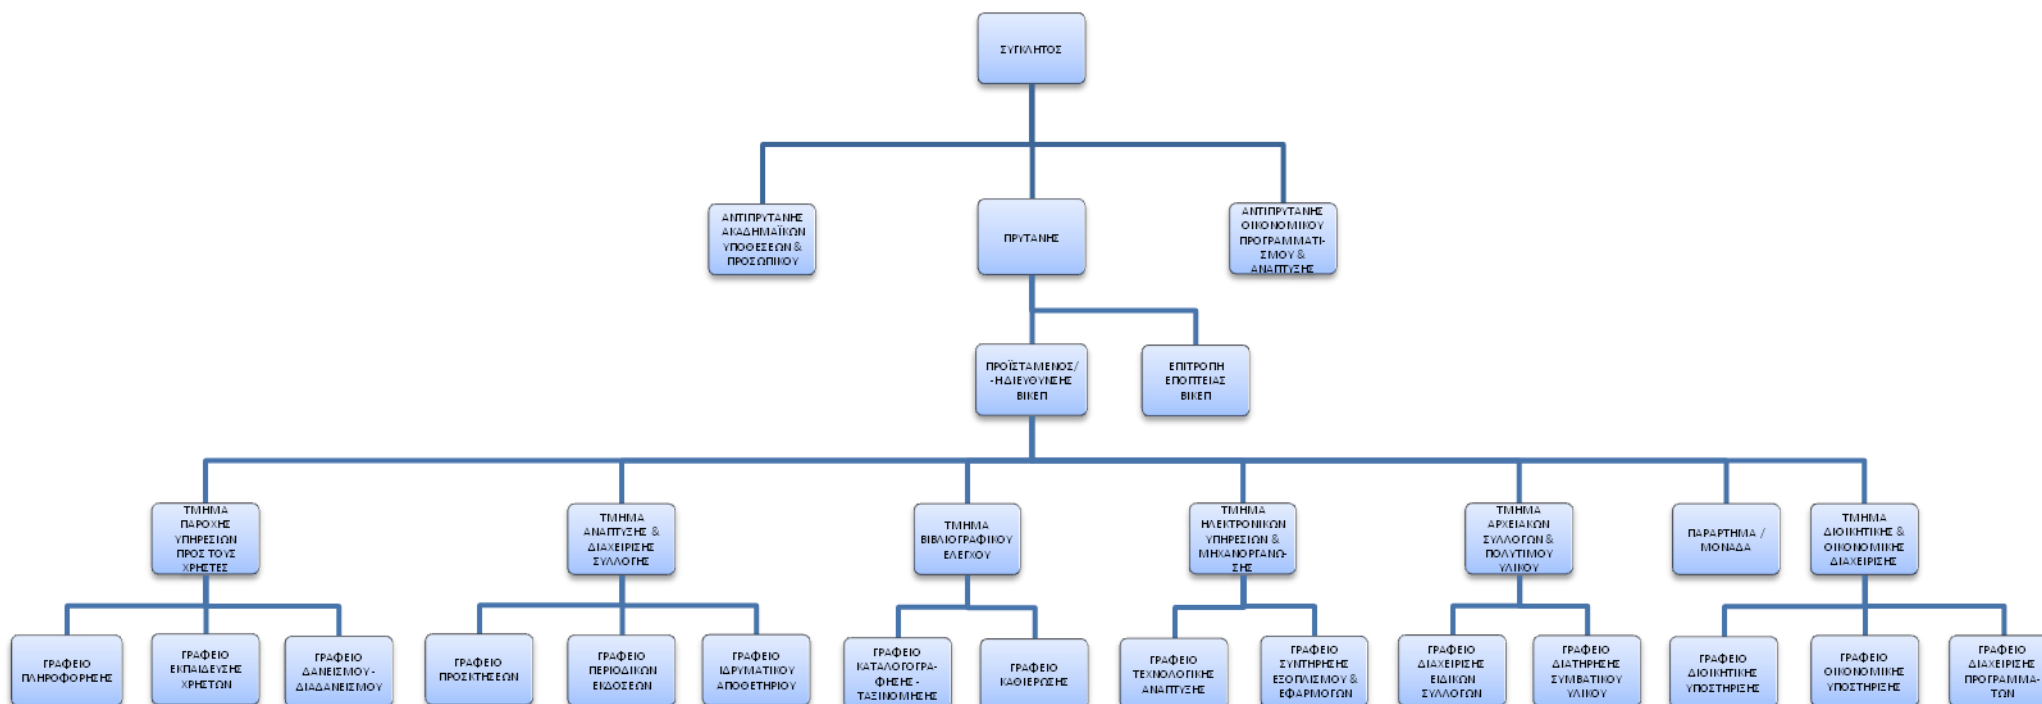 ΣΥΓΚΛΗΤΟΣ
ΑΝΤΙΠΡΥΤΑΝΗΣ
ΑΚΑΔΗΜΑΪΚΩΝ
ΥΠΟΘΕΣΕΩΝ &
ΠΡΟΣΩΠΙΚΟΥ
ΠΡΥΤΑΝΗΣ
ΑΝΤΙΠΡΥΤΑΝΗΣ
ΟΙΚΟΝΟΜΙΚΟΥ
ΠΡΟΓΡΑΜΜΑΤΙ-
ΣΜΟΥ &
ΑΝΑΠΤΥΞΗΣ
ΠΡΟΪΣΤΑΜΕΝΟΣ/
-Η ΔΙΕΥΘΥΝΣΗΣ
ΒΙΚΕΠ
ΕΠΙΤΡΟΠΗ
ΕΠΟΠΤΕΙΑΣ
ΒΙΚΕΠ
ΤΜΗΜΑ
ΠΑΡΟΧΗΣ
ΥΠΗΡΕΣΙΩΝ
ΠΡΟΣ ΤΟΥΣ
ΧΡΗΣΤΕΣ
ΤΜΗΜΑ
ΑΝΑΠΤΥΞΗΣ &
ΔΙΑΧΕΙΡΙΣΗΣ
ΣΥΛΛΟΓΗΣ
ΤΜΗΜΑ
ΒΙΒΛΙΟΓΡΑΦΙΚΟΥ
ΕΛΕΓΧΟΥ
ΤΜΗΜΑ
ΗΛΕΚΤΡΟΝΙΚΩΝ
ΥΠΗΡΕΣΙΩΝ &
ΜΗΧΑΝΟΡΓΑΝΩ-
ΣΗΣ
ΤΜΗΜΑ
ΑΡΧΕΙΑΚΩΝ
ΣΥΛΛΟΓΩΝ &
ΠΟΛΥΤΙΜΟΥ
ΥΛΙΚΟΥ
ΠΑΡΑΡΤΗΜΑ /
ΜΟΝΑΔΑ
ΤΜΗΜΑ
ΔΙΟΙΚΗΤΙΚΗΣ &
ΟΙΚΟΝΟΜΙΚΗΣ
ΔΙΑΧΕΙΡΙΣΗΣ
ΓΡΑΦΕΙΟ
ΠΛΗΡΟΦΟΡΗΣΗΣ
ΓΡΑΦΕΙΟ
ΕΚΠΑΙΔΕΥΣΗΣ
ΧΡΗΣΤΩΝ
ΓΡΑΦΕΙΟ
ΔΑΝΕΙΣΜΟΥ -
ΔΙΑΔΑΝΕΙΣΜΟΥ
ΓΡΑΦΕΙΟ
ΠΡΟΣΚΤΗΣΕΩΝ
ΓΡΑΦΕΙΟ
ΠΕΡΙΟΔΙΚΩΝ
ΕΚΔΟΣΕΩΝ
ΓΡΑΦΕΙΟ
ΙΔΡΥΜΑΤΙΚΟΥ
ΑΠΟΘΕΤΗΡΙΟΥ
ΓΡΑΦΕΙΟ
ΚΑΤΑΛΟΓΟΓΡΑ-
ΦΗΣΗΣ -
ΤΑΞΙΝΟΜΗΣΗΣ
ΓΡΑΦΕΙΟ
ΚΑΘΙΕΡΩΣΗΣ
ΓΡΑΦΕΙΟ
ΤΕΧΝΟΛΟΓΙΚΗΣ
ΑΝΑΠΤΥΞΗΣ
ΓΡΑΦΕΙΟ
ΣΥΝΤΗΡΗΣΗΣ
ΕΞΟΠΛΙΣΜΟΥ &
ΕΦΑΡΜΟΓΩΝ
ΓΡΑΦΕΙΟ
ΔΙΑΧΕΙΡΙΣΗΣ
ΕΙΔΙΚΩΝ
ΣΥΛΛΟΓΩΝ
ΓΡΑΦΕΙΟ
ΔΙΑΤΗΡΗΣΗΣ
ΣΥΜΒΑΤΙΚΟΥ
ΥΛΙΚΟΥ
ΓΡΑΦΕΙΟ
ΔΙΟΙΚΗΤΙΚΗΣ
ΥΠΟΣΤΗΡΙΞΗΣ
ΓΡΑΦΕΙΟ
ΟΙΚΟΝΟΜΙΚΗΣ
ΥΠΟΣΤΗΡΙΞΗΣ
ΓΡΑΦΕΙΟ
ΔΙΑΧΕΙΡΙΣΗΣ
ΠΡΟΓΡΑΜΜΑ-
ΤΩΝ